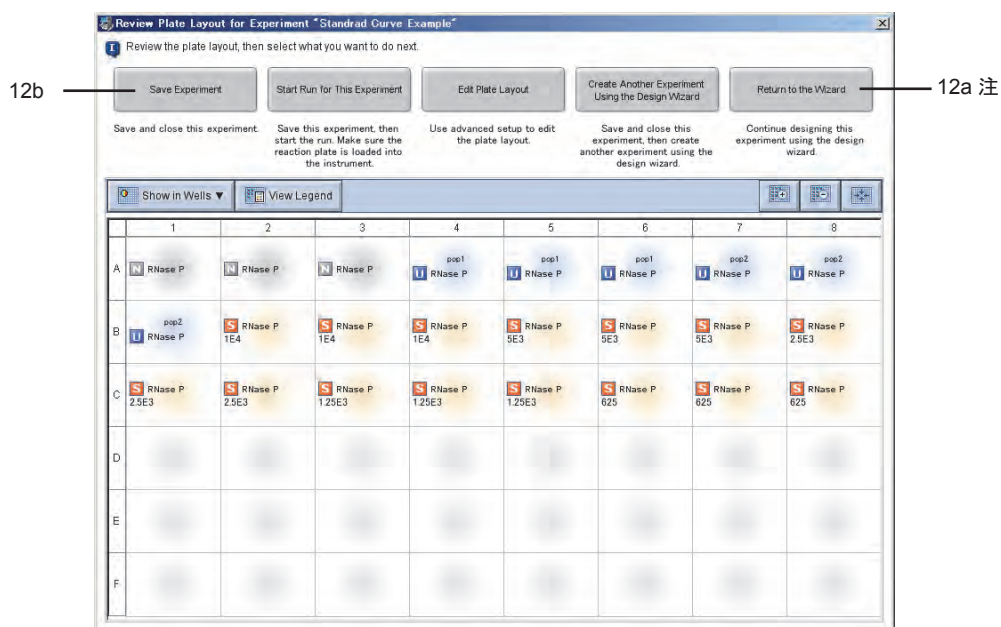 Review Plate Layout for Experiment "Standrad Curve Example"
Review the plate layout, then select what you want to do next.
12b
Save Experiment
Start Run for This Experiment
Edit Plate Layout
Create Another Experiment
Using the Design Wizard
Return to the Wizard
12a 注
Save and close this experiment.
Save this experiment, then
start the run. Make sure the
reaction plate is loaded into
the instrument.
Use advanced setup to edit
the plate layout.
Save and close this
experiment, then create
another experiment using the
design wizard.
Continue designing this
experiment using the design
wizard.
Show in Wells ▼
View Legend
1 2 3 4 5 6 7 8
A
N RNase P
N RNase P
N RNase P
pop1
U RNase P
pop1
U RNase P
pop1
U RNase P
pop2
U RNase P
pop2
U RNase P
B
pop2
U RNase P
S RNase P
1E4
S RNase P
1E4
S RNase P
1E4
S RNase P
5E3
S RNase P
5E3
S RNase P
5E3
S RNase P
2.5E3
C
S RNase P
2.5E3
S RNase P
2.5E3
S RNase P
1.25E3
S RNase P
1.25E3
S RNase P
1.25E3
S RNase P
625
S RNase P
625
S RNase P
625
D
E
F